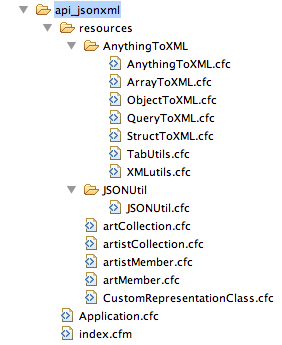 api_jsonxml
resources
AnythingToXML
AnythingToXML.cfc
ArrayToXML.cfc
ObjectToXML.cfc
QueryToXML.cfc
StructToXML.cfc
TabUtils.cfc
XMLutils.cfc
JSONUtil
JSONUtil.cfc
artCollection.cfc
artistCollection.cfc
artistMember.cfc
artMember.cfc
CustomRepresentationClass.cfc
Application.cfc
index.cfm